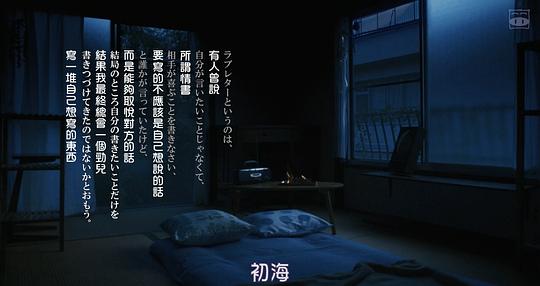 ラブレターというのは、
有人曾說
自分が言いたいことじゃなくて、
所謂情書
相手が喜ぶことを書きなさい、
要寫的不應該是自己想說的話
と誰かが言っていたけど、
而是能夠取悅對方的話
結局のところ自分の書きたいことだけを
結果我最終總會一個勁兒
書きつづけてきたのではないかとおもう。
寫一堆自己想寫的東西
初海